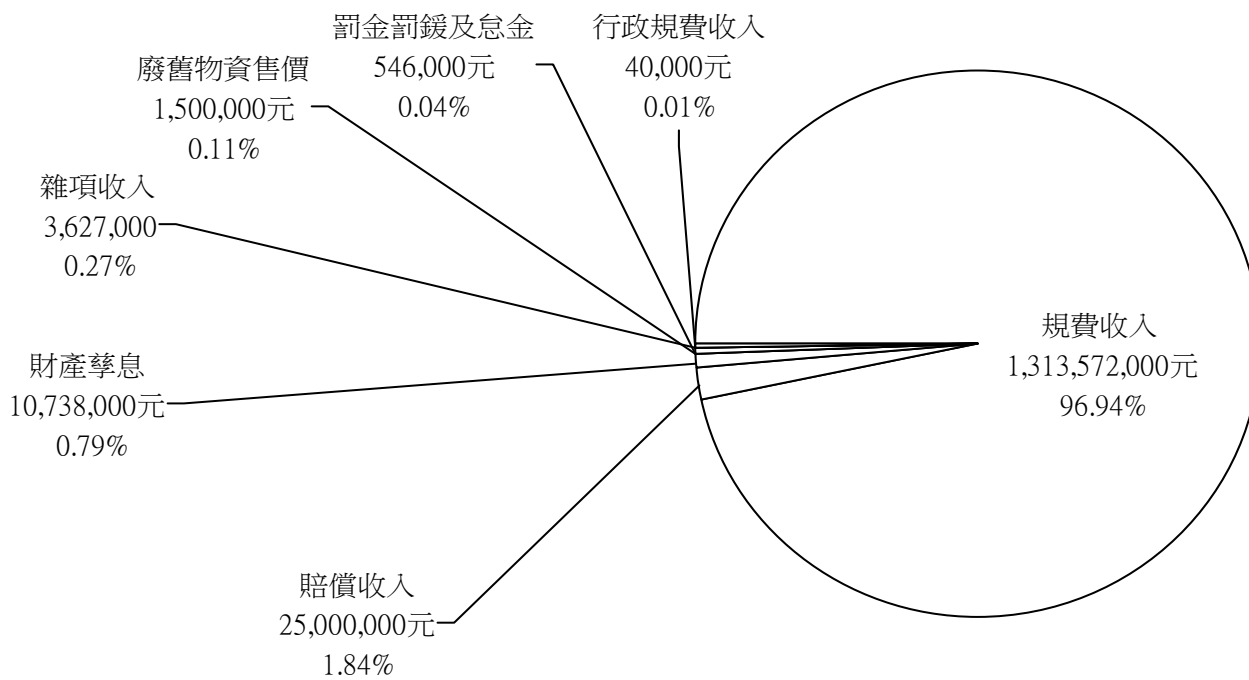 罰金罰鍰及怠金
546,000元
0.04%
行政規費收入
40,000元
0.01%
廢舊物資售價
1,500,000元
0.11%
雜項收入
3,627,000
0.27%
規費收入
1,313,572,000元
96.94%
財產孳息
10,738,000元
0.79%
賠償收入
25,000,000元
1.84%